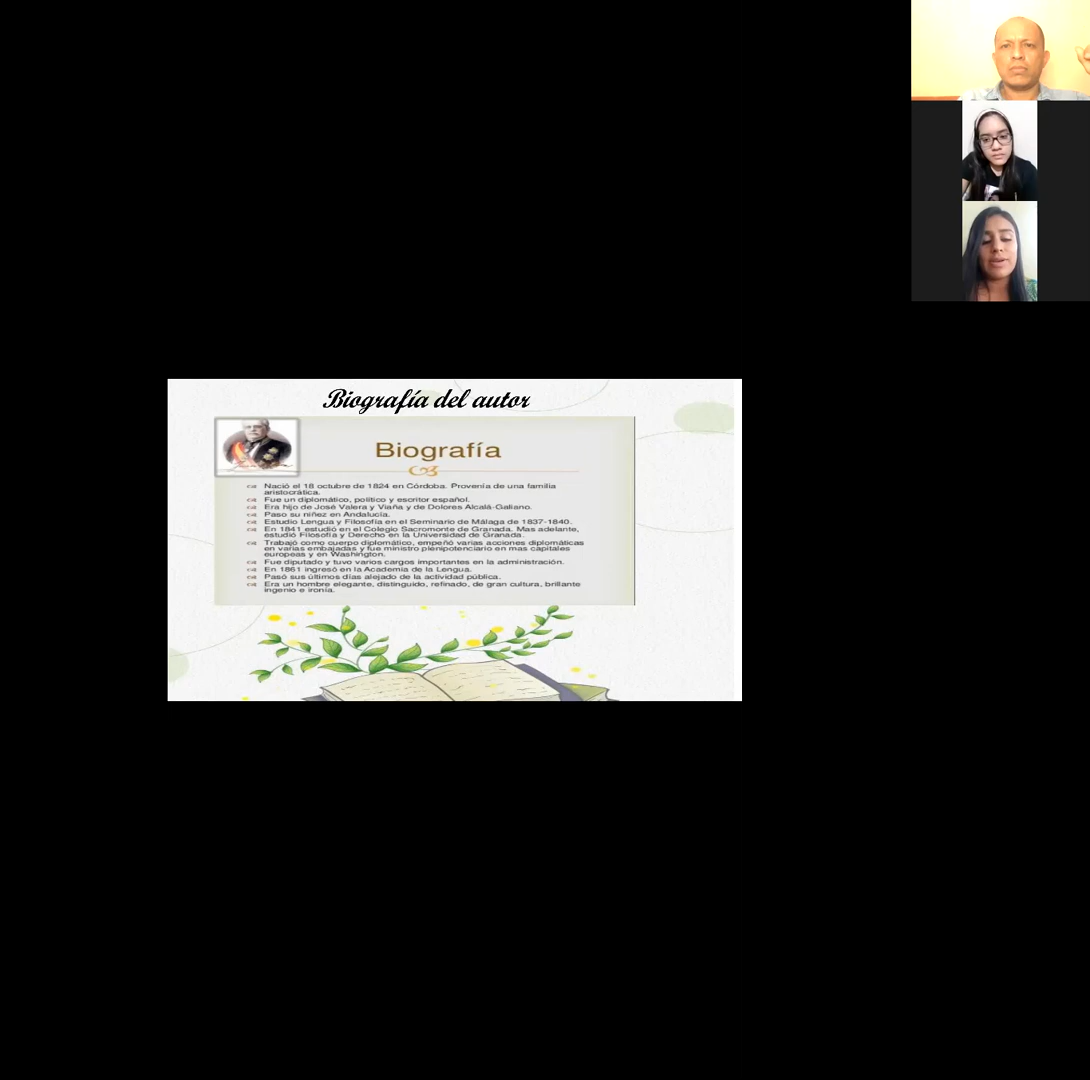 Biografía del autor
Biografía
Nació el 18 octubre de 1824 en Córdoba. Provenía de una familia
aristocrática.
Fue un diplomático, político y escritor español.
Era hijo de José Valera y Viaña y de Dolores Alcalá-Galiano.
Paso su niñez en Andalucía.
Estudio Lengua y Filosofía en el Seminario de Málaga de 1837-1840.
En 1841 estudió en el Colegio Sacromonte de Granada. Mas adelante,
estudió Filosofía y Derecho en la Universidad de Granada.
Trabajó como cuerpo diplomático, empeñó varias acciones diplomáticas
en varias embajadas y fue ministro plenipotenciario en mas capitales
europeas y en Washington.
Fue diputado y tuvo varios cargos importantes en la administración.
En 1861 ingresó en la Academia de la Lengua.
Pasó sus últimos días alejado de la actividad pública.
Era un hombre elegante, distinguido, refinado, de gran cultura, brillante
ingenio e ironía.